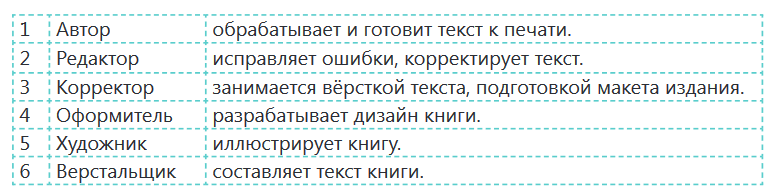 1 Автор обрабатывает и готовит текст к печати.
2 Редактор исправляет ошибки, корректирует текст.
3 Корректор занимается вёрсткой текста, подготовкой макета издания.
4 Оформитель разрабатывает дизайн книги.
5 Художник иллюстрирует книгу.
6 Верстальщик составляет текст книги.